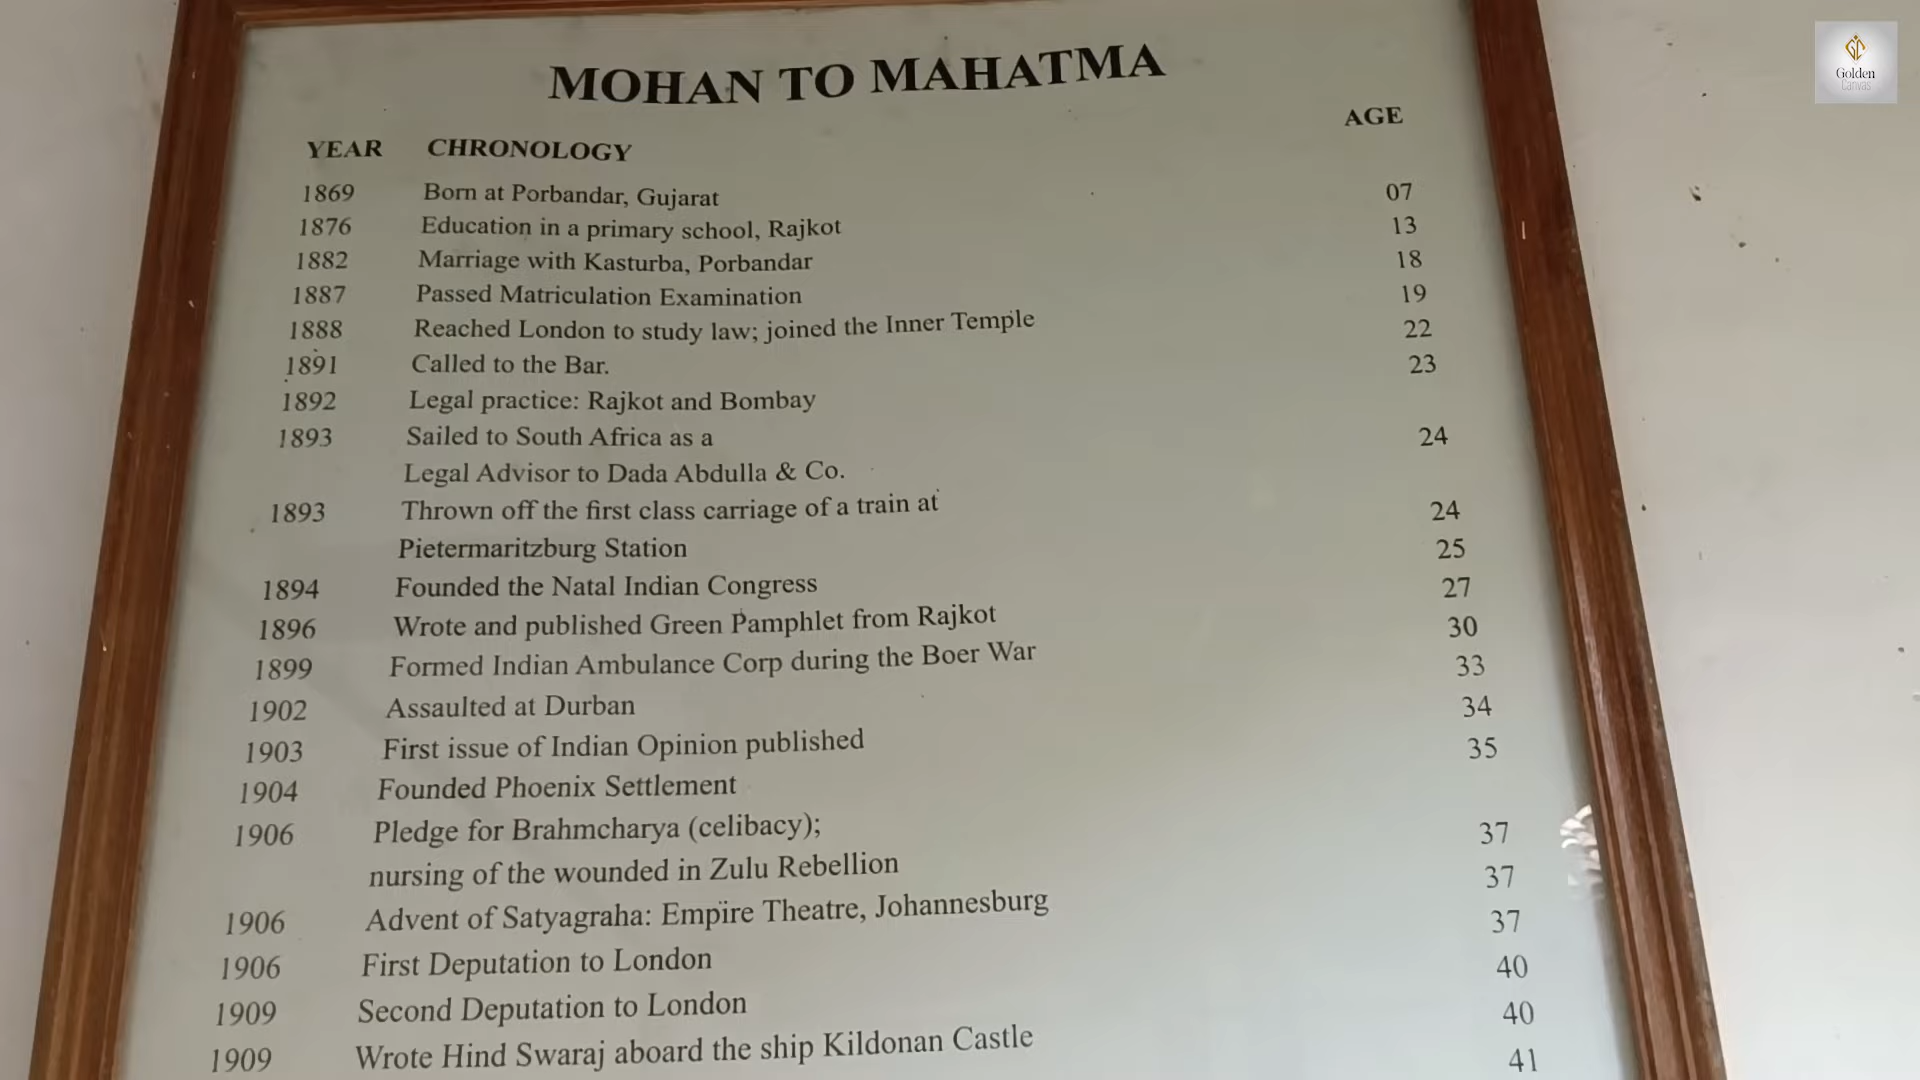 MOHAN TO MAHATMA
YEAR CHRONOLOGY AGE
1869 Born at Porbandar, Gujarat 07
1876 Education in a primary school, Rajkot 13
1882 Marriage with Kasturba, Porbandar 18
1887 Passed Matriculation Examination 19
1888 Reached London to study law; joined the Inner Temple 22
1891 Called to the Bar. 23
1892 Legal practice: Rajkot and Bombay
1893 Sailed to South Africa as a 24
Legal Advisor to Dada Abdulla & Co.
1893 Thrown off the first class carriage of a train at 24
Pietermaritzburg Station 25
1894 Founded the Natal Indian Congress 27
1896 Wrote and published Green Pamphlet from Rajkot 30
1899 Formed Indian Ambulance Corp during the Boer War 33
1902 Assaulted at Durban 34
1903 First issue of Indian Opinion published 35
1904 Founded Phoenix Settlement
1906 Pledge for Brahmcharya (celibacy); 37
nursing of the wounded in Zulu Rebellion 37
1906 Advent of Satyagraha: Empire Theatre, Johannesburg 37
1906 First Deputation to London 40
1909 Second Deputation to London 40
1909 Wrote Hind Swaraj aboard the ship Kildonan Castle 41
Golden
Canvas